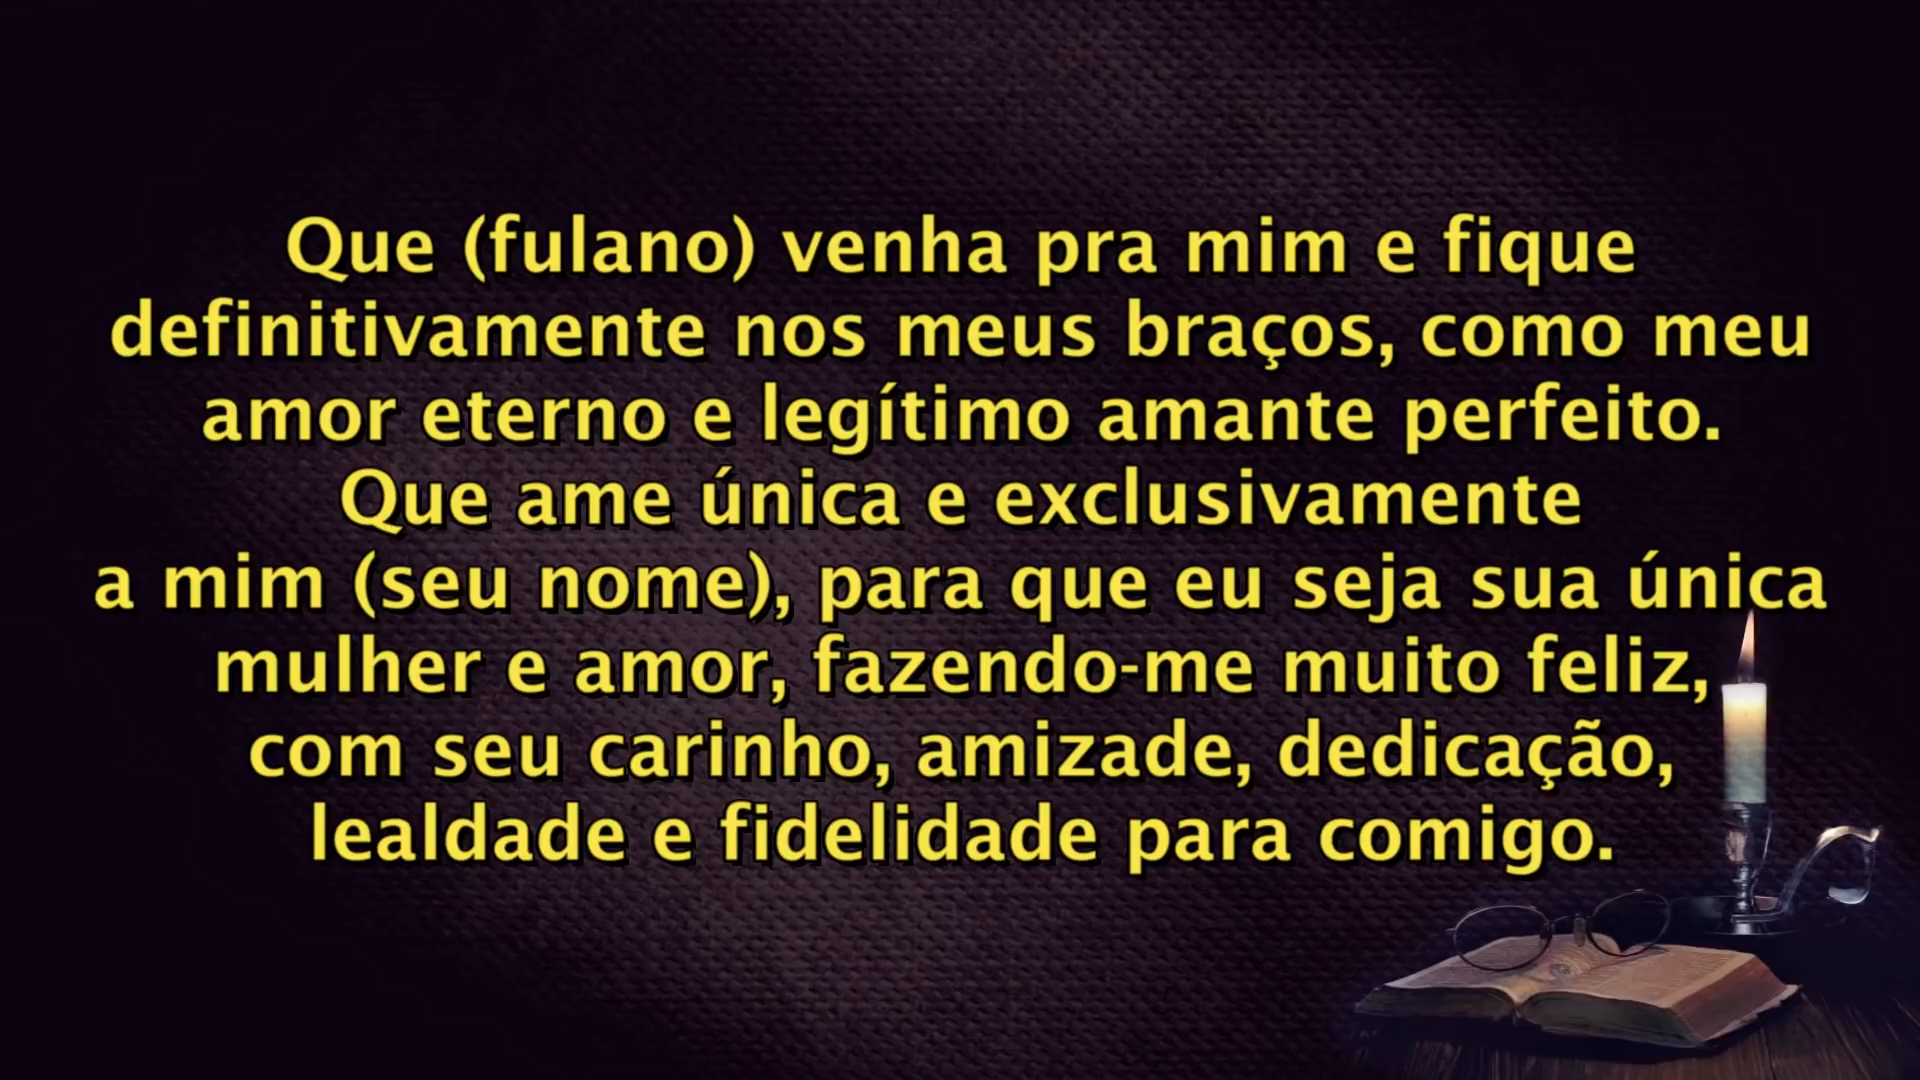 Que (fulano) venha pra mim e fique
definitivamente nos meus braços, como meu
amor eterno e legítimo amante perfeito.
Que ame única e exclusivamente
a mim (seu nome), para que eu seja sua única
mulher e amor, fazendo-me muito feliz,
com seu carinho, amizade, dedicação,
lealdade e fidelidade para comigo.